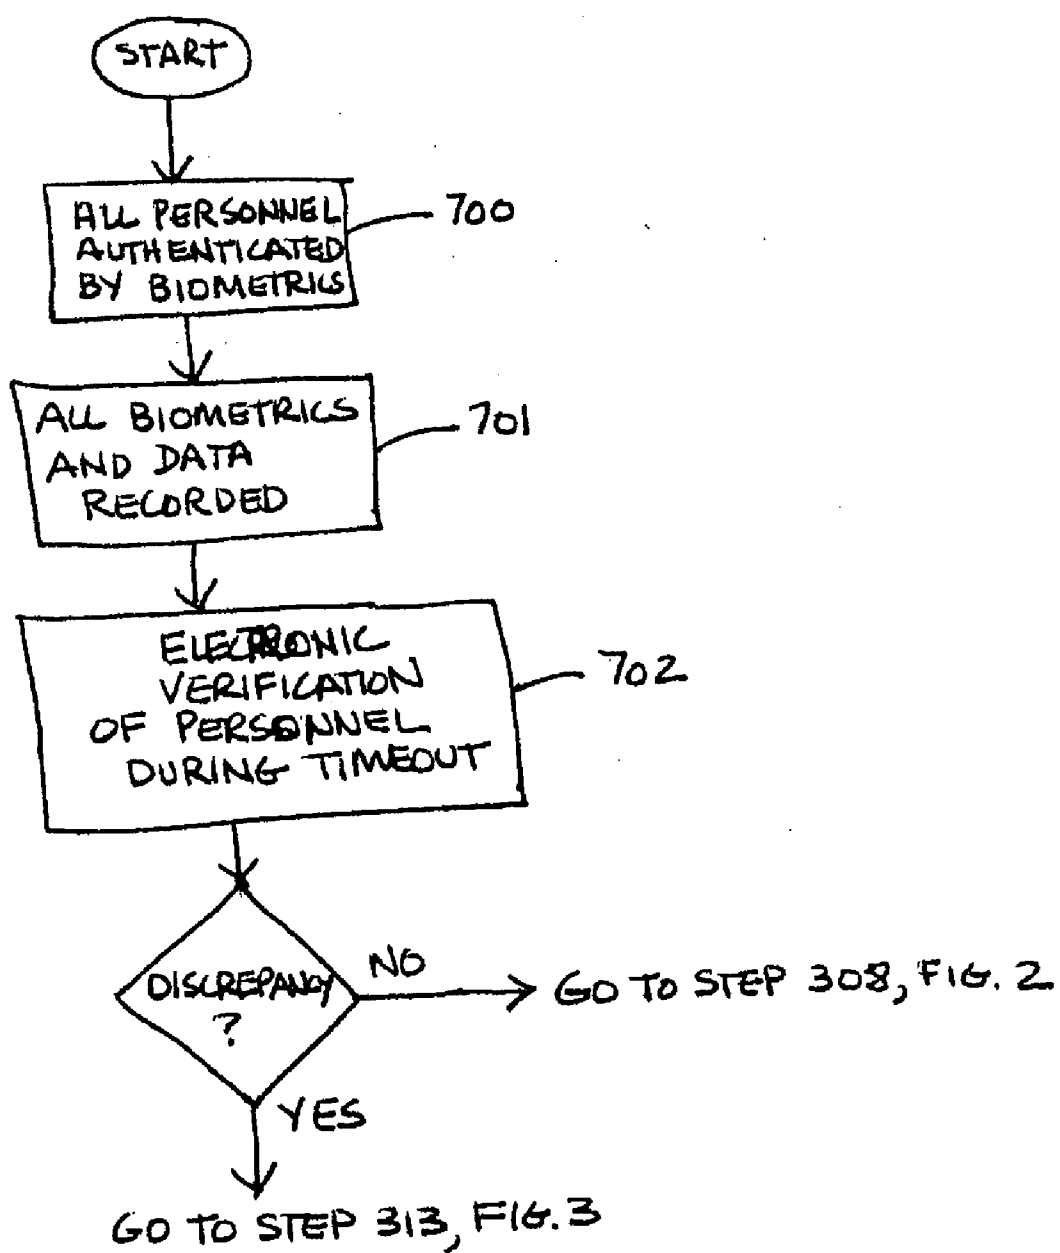 START
ALL PERSONNEL
AUTHENTICATED
BY BIOMETRICS
700
ALL BIOMETRICS
AND DATA
RECORDED
701
ELECTRONIC
VERIFICATION
OF PERSONNEL
DURING TIMEOUT
702
DISCREPANCY
?
NO
GO TO STEP 308, FIG. 2
YES
GO TO STEP 313, FIG. 3